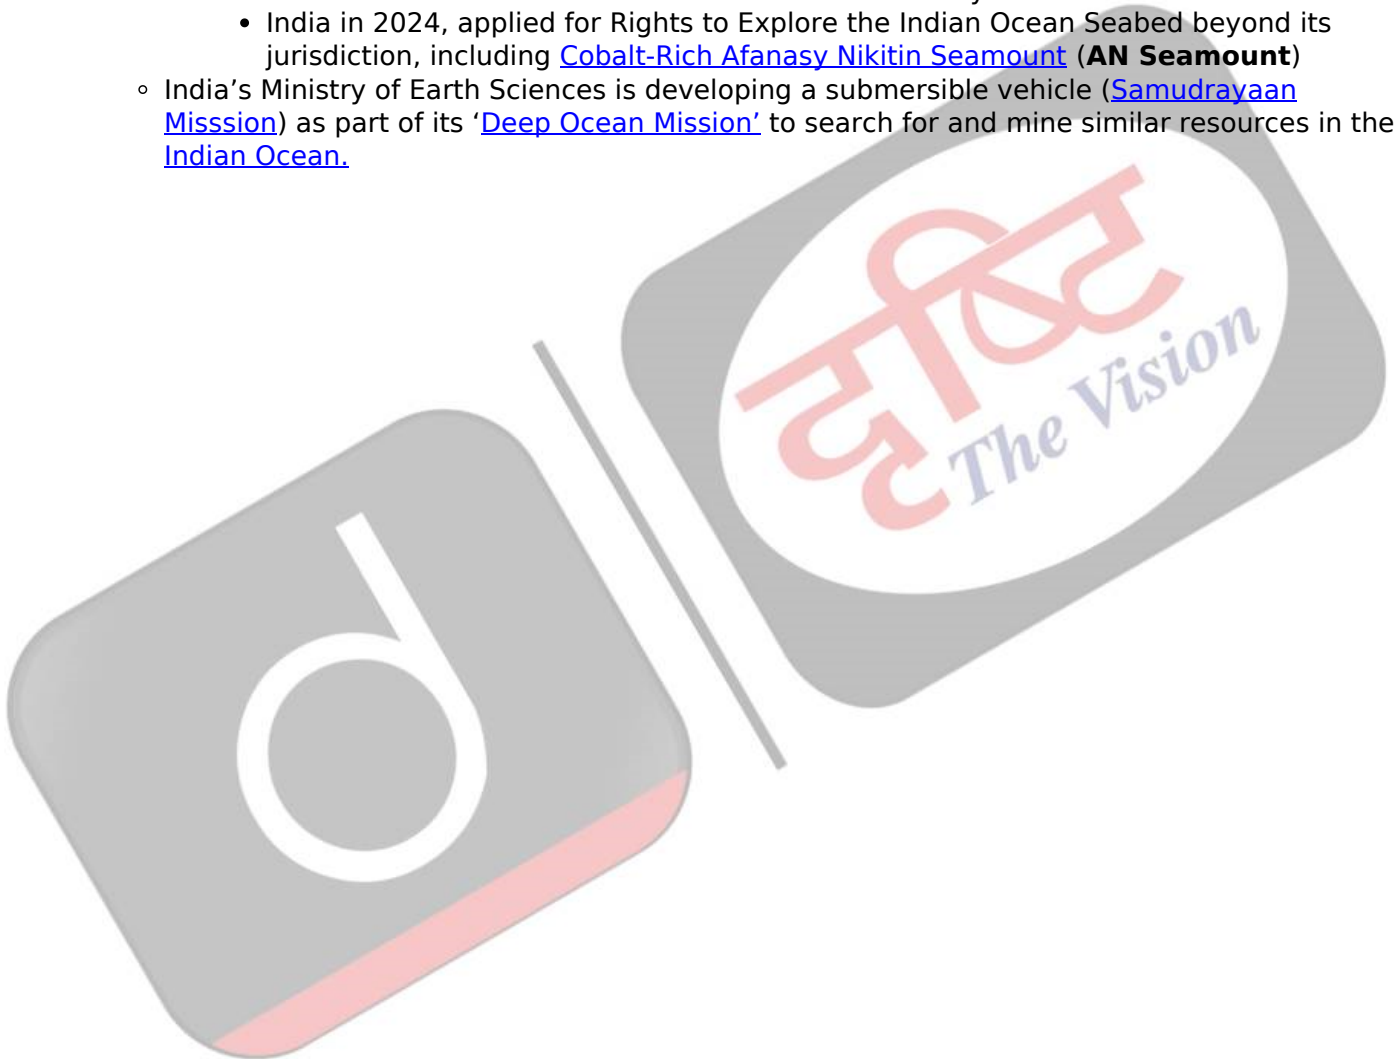 India in 2024, applied for Rights to Explore the Indian Ocean Seabed beyond its
jurisdiction, including Cobalt-Rich Afanasy Nikitin Seamount (AN Seamount)
India’s Ministry of Earth Sciences is developing a submersible vehicle (Samudrayaan
Misssion) as part of its ‘Deep Ocean Mission’ to search for and mine similar resources in the
Indian Ocean.
दृष्टि
The Vision
d